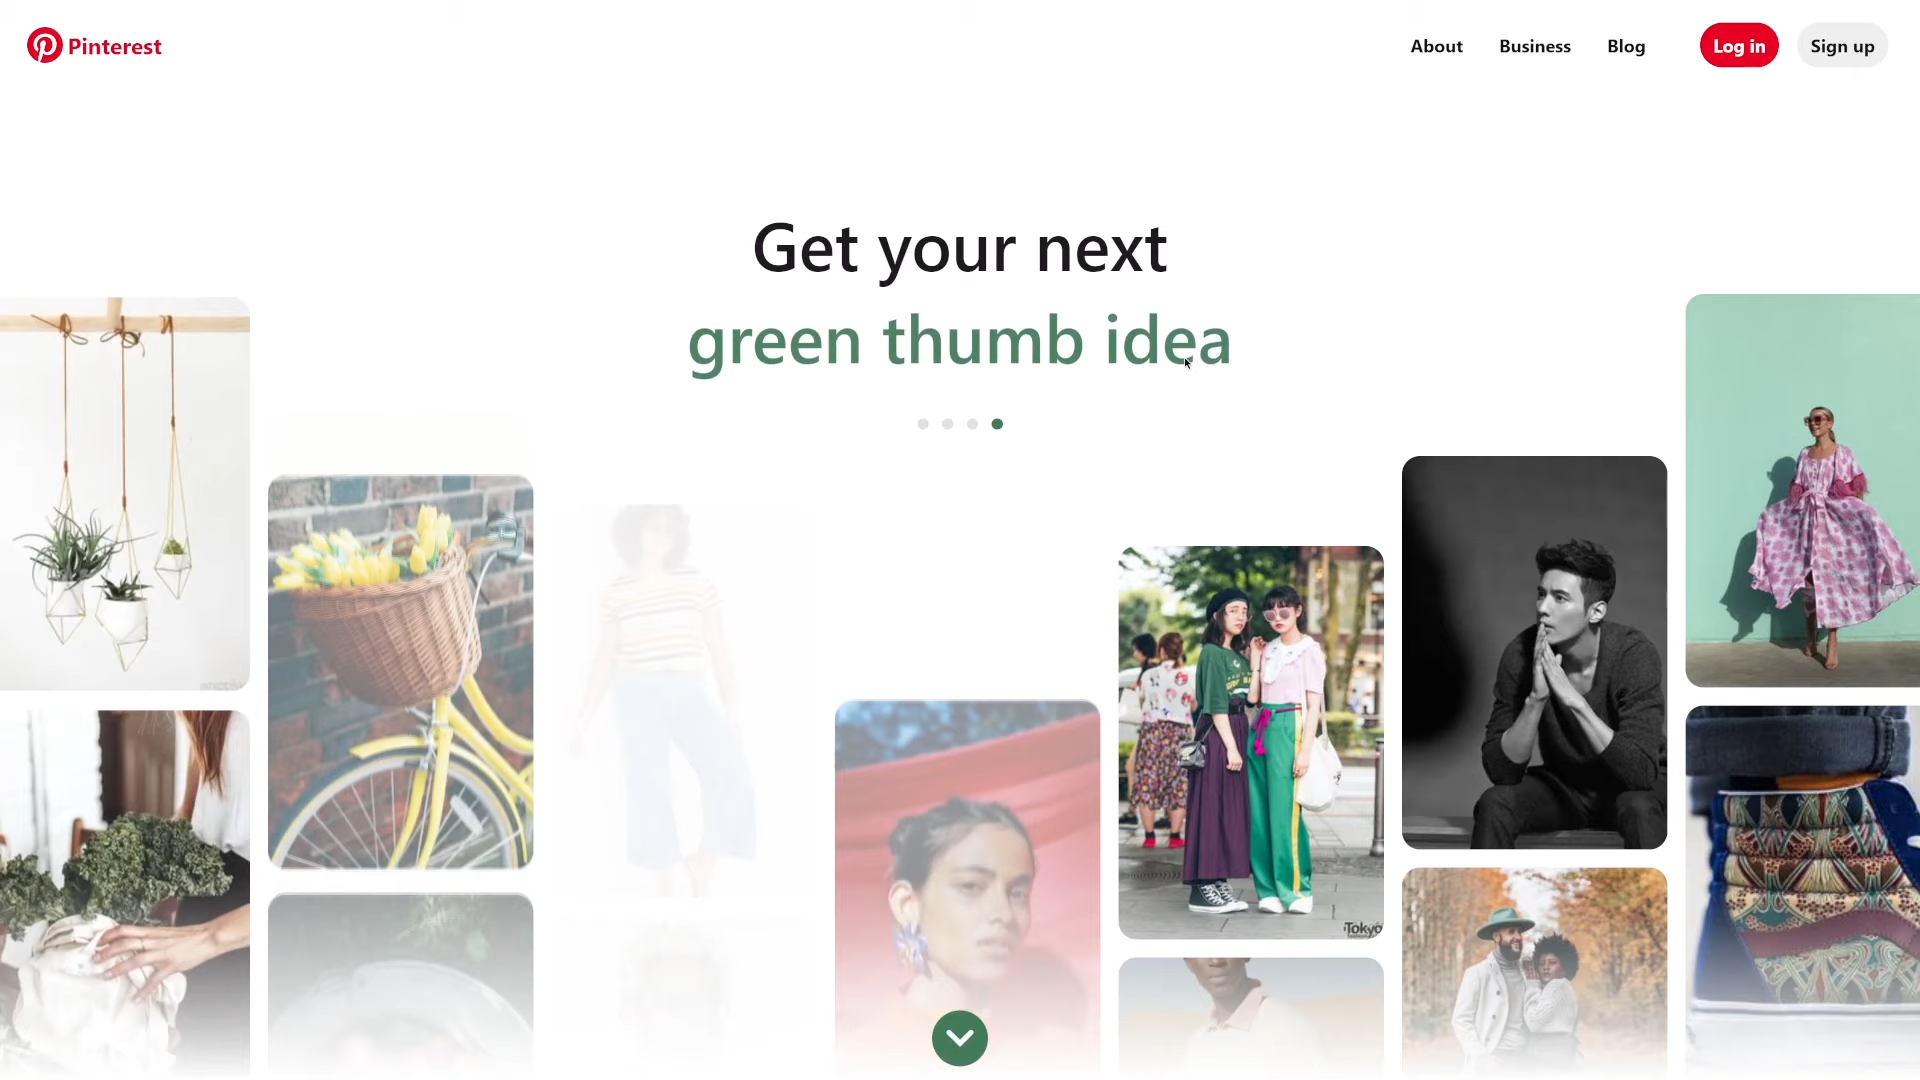 Pinterest
About
Business
Blog
Log in
Sign up
Get your next
green thumb idea
Tokyo